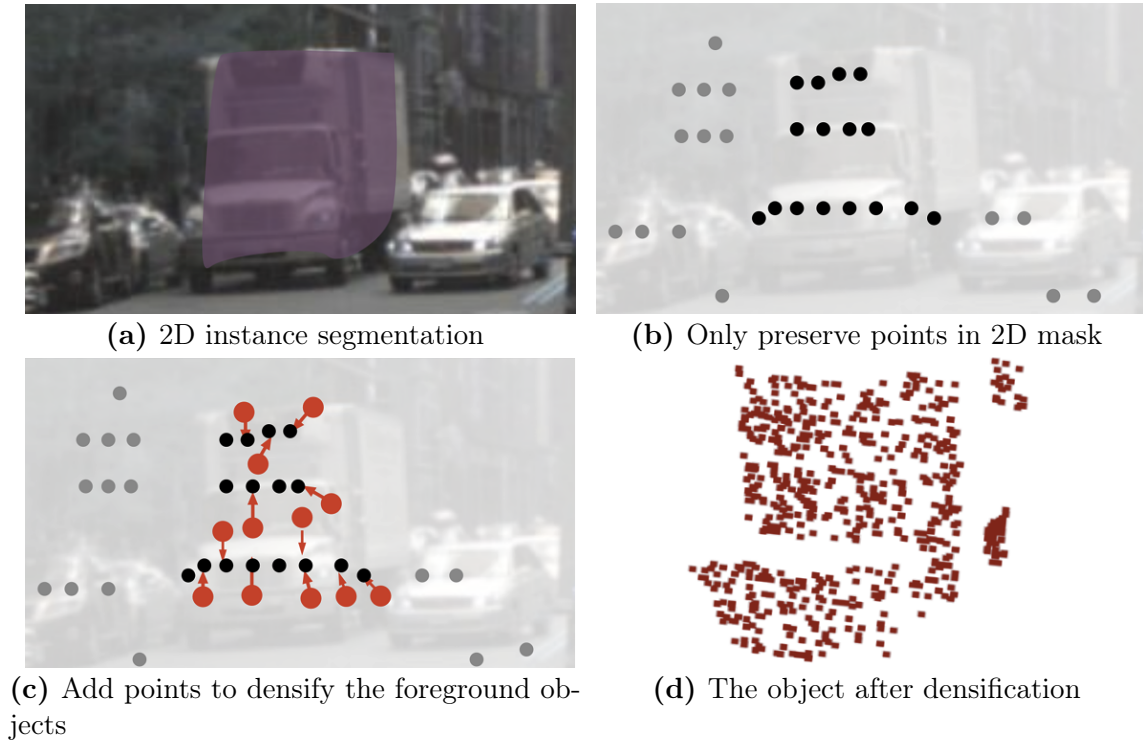 (a) 2D instance segmentation
(b) Only preserve points in 2D mask
(c) Add points to densify the foreground ob-
jects
(d) The object after densification